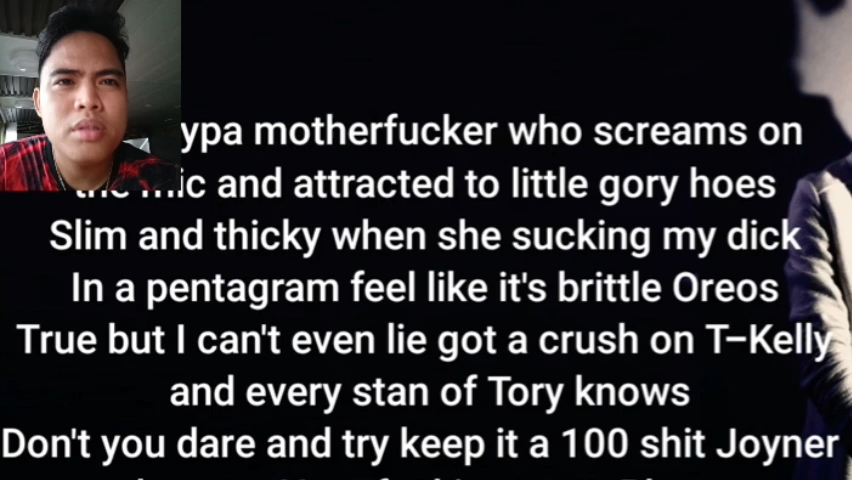 ypa motherfucker who screams on
the mic and attracted to little gory hoes
Slim and thicky when she sucking my dick
In a pentagram feel like it's brittle Oreos
True but I can't even lie got a crush on T-Kelly
and every stan of Tory knows
Don't you dare and try keep it a 100 shit Joyner